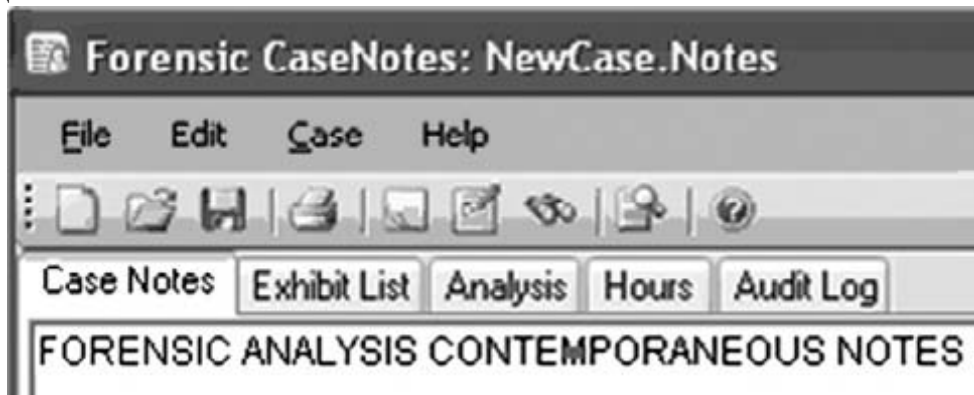 Forensic CaseNotes: NewCase.Notes
File Edit Case Help
Case Notes Exhibit List Analysis Hours Audit Log
FORENSIC ANALYSIS CONTEMPORANEOUS NOTES